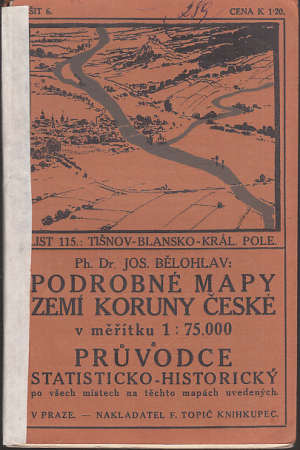 ŠIT 6.
CENA K 1·20.
LIST 115.: TIŠNOV-BLANSKO-KRÁL. POLE.
Ph. Dr. JOS. BĚLOHLAV:
PODROBNÉ MAPY
ZEMÍ KORUNY ČESKÉ
v měřítku 1 : 75.000
a
PRŮVODCE
STATISTICKO-HISTORICKÝ
po všech místech na těchto mapách uvedených.
V PRAZE. — NAKLADATEL F. TOPIČ KNIHKUPEC.